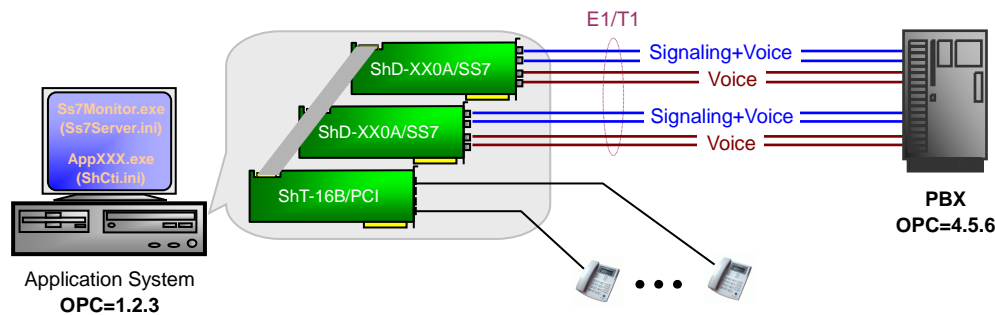 E1/T1
ShD-XX0A/SS7
Signaling+Voice
Voice
Ss7Monitor.exe
(Ss7Server.ini)
AppXXX.exe
(ShCti.ini)
ShD-XX0A/SS7
Signaling+Voice
Voice
ShT-16B/PCI
PBX
OPC=4.5.6
Application System
OPC=1.2.3